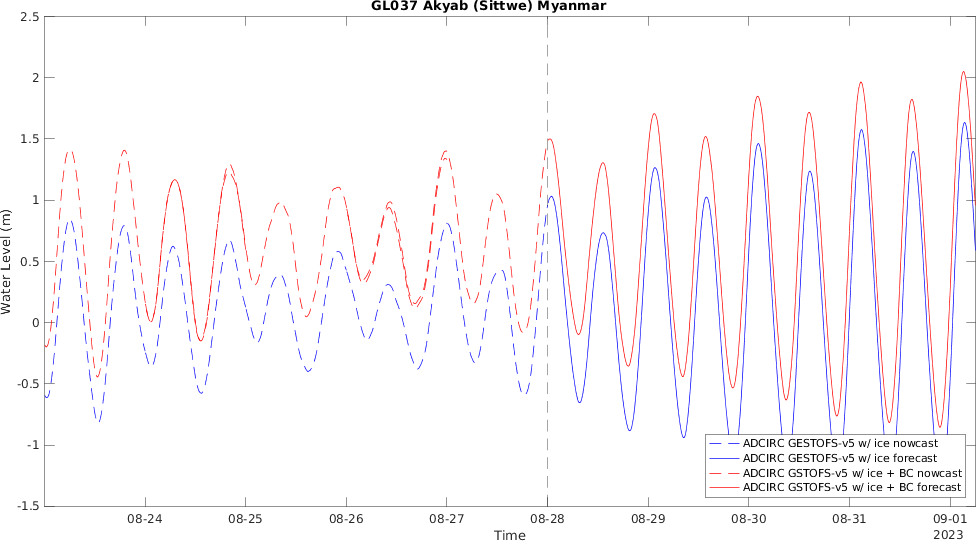 GL037 Akyab (Sittwe) Myanmar
2.5
2
1.5
1
0.5
0
-0.5
-1
-1.5
Water Level (m)
08-24
08-25
08-26
08-27
08-28
08-29
08-30
08-31
09-01
2023
Time
ADCIRC GESTOFS-v5 w/ ice nowcast
ADCIRC GESTOFS-v5 w/ ice forecast
ADCIRC GSTOFS-v5 w/ ice + BC nowcast
ADCIRC GSTOFS-v5 w/ ice + BC forecast